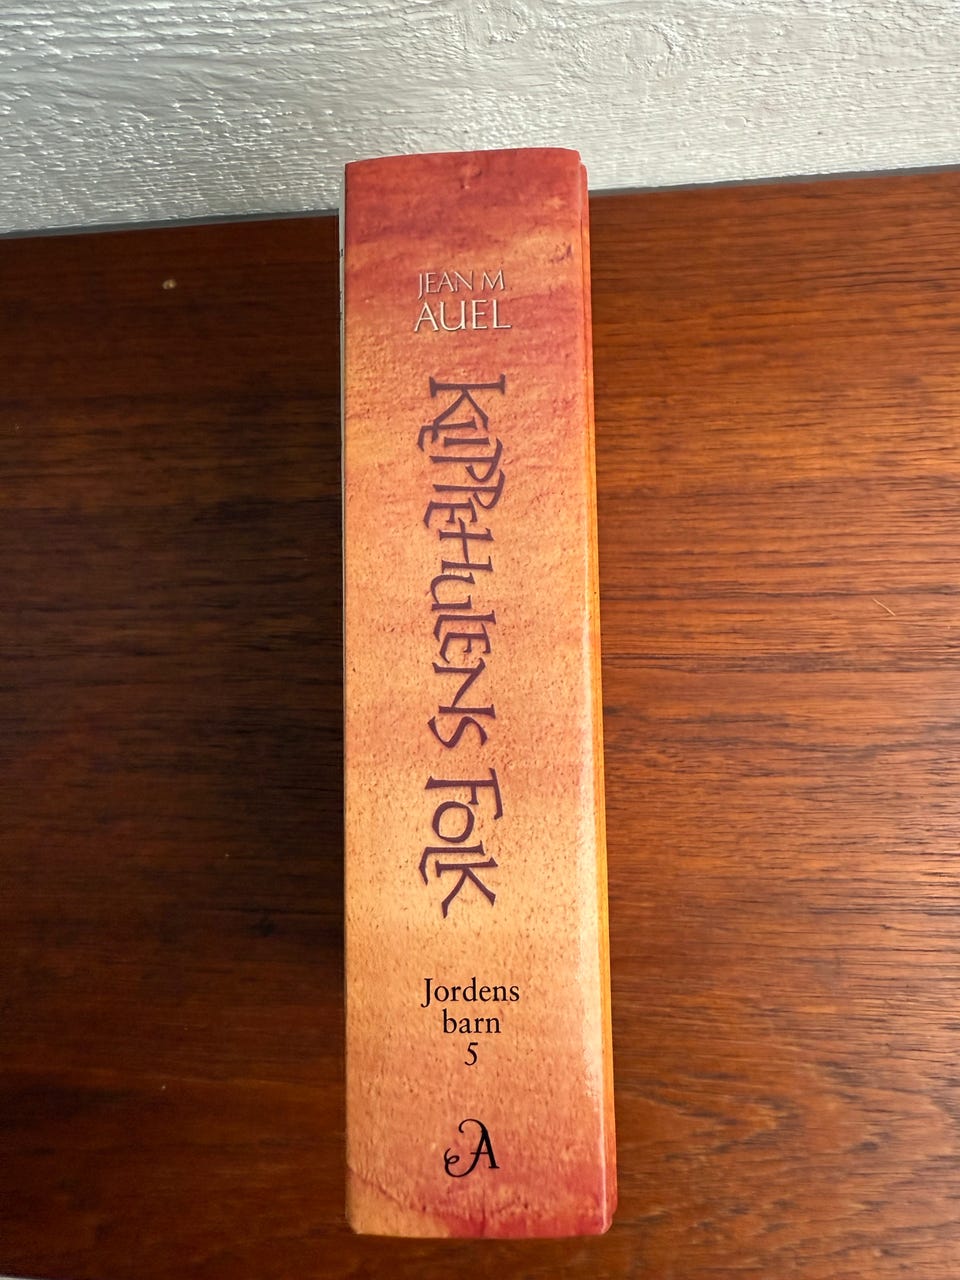 JEAN M
AUEL
KLIPPEHULENS FOLK
Jordens
barn
5
A